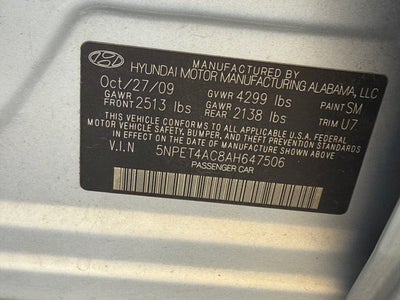 MANUFACTURED BY
HYUNDAI MOTOR MANUFACTURING ALABAMA, LLC
Oct/27/09 GVWR 4299 lbs PAINT SM
GAWR FRONT 2513 lbs GAWR REAR 2138 lbs TRIM U7
THIS VEHICLE CONFORMS TO ALL APPLICABLE U.S.A. FEDERAL
MOTOR VEHICLE SAFETY, BUMPER, AND THEFT PREVENTION STANDARDS
IN EFFECT ON THE DATE OF MANUFACTURE SHOWN ABOVE.
V.I.N 5NPET4AC8AH647506
PASSENGER CAR